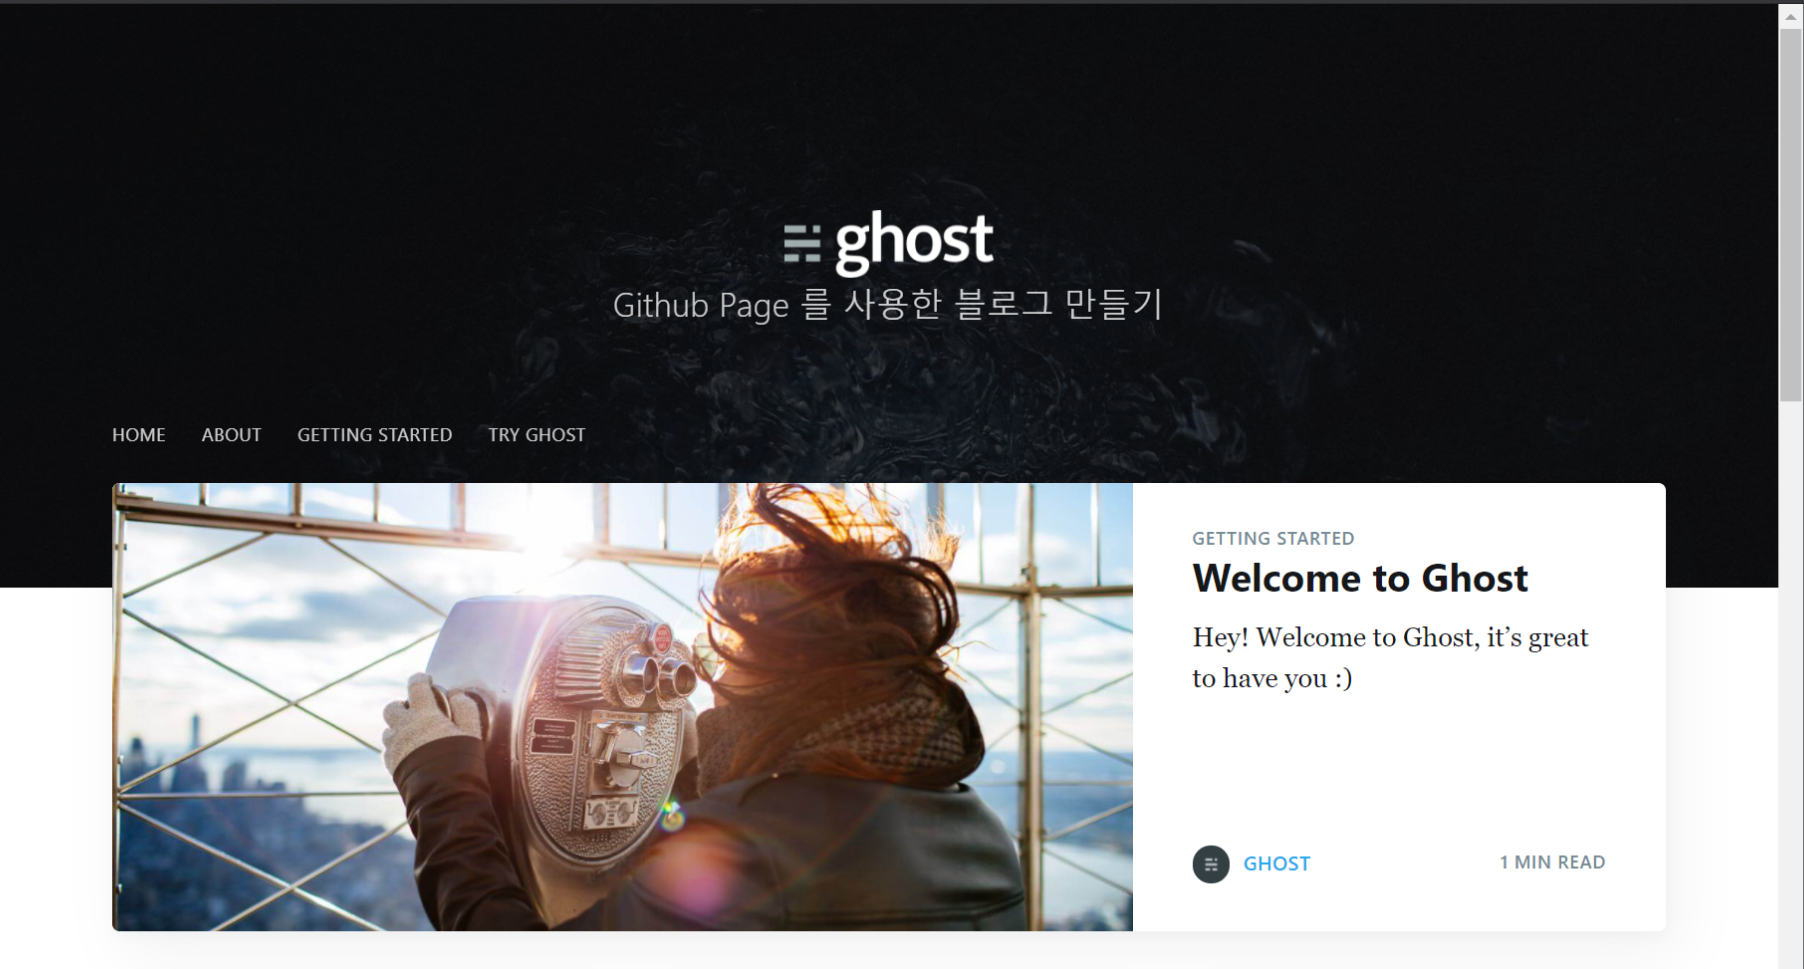 ghost
Github Page 를 사용한 블로그 만들기
HOME ABOUT GETTING STARTED TRY GHOST
GETTING STARTED
Welcome to Ghost
Hey! Welcome to Ghost, it’s great
to have you :)
GHOST 1 MIN READ